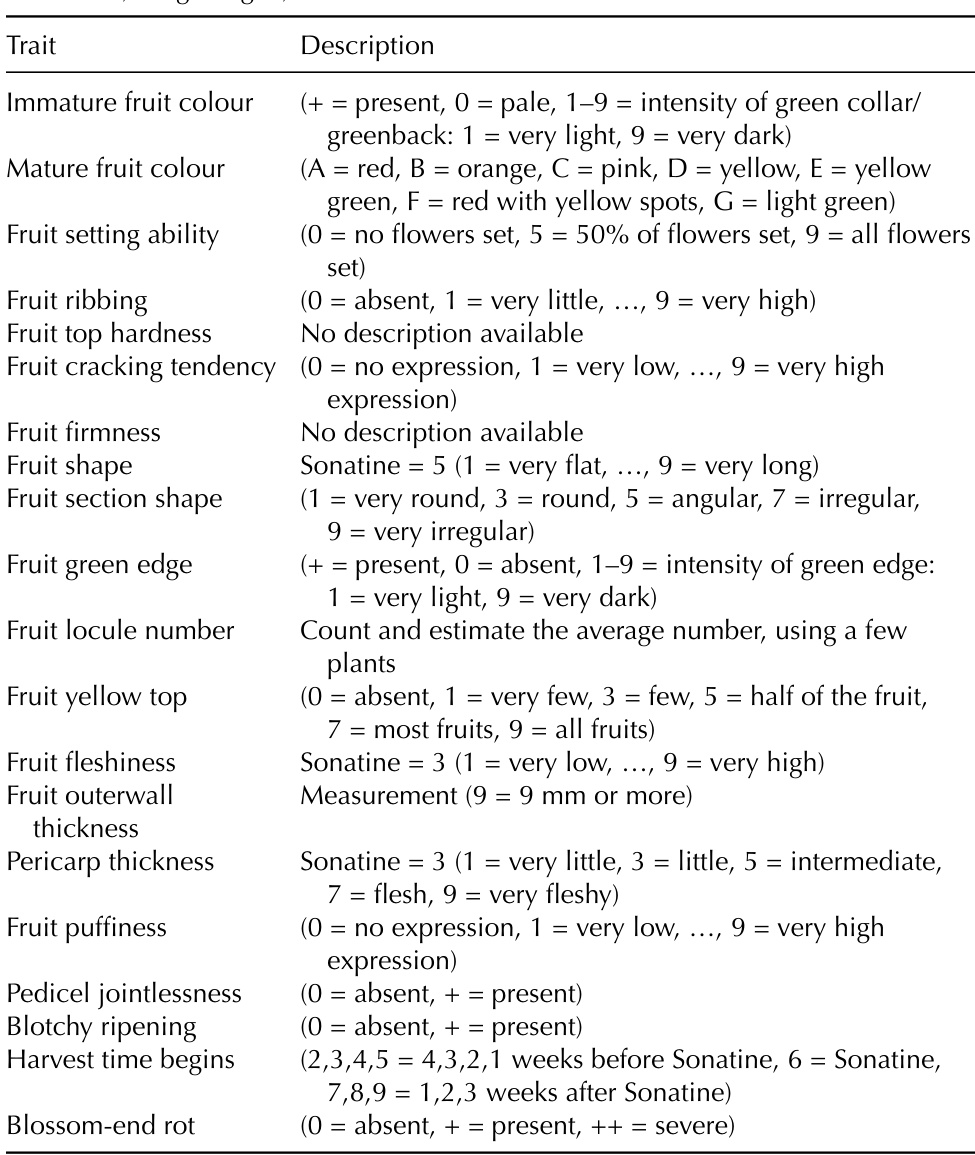 Trait Description
Immature fruit colour (+ = present, 0 = pale, 1–9 = intensity of green collar/
greenback: 1 = very light, 9 = very dark)
Mature fruit colour (A = red, B = orange, C = pink, D = yellow, E = yellow
green, F = red with yellow spots, G = light green)
Fruit setting ability (0 = no flowers set, 5 = 50% of flowers set, 9 = all flowers
set)
Fruit ribbing (0 = absent, 1 = very little, …, 9 = very high)
Fruit top hardness No description available
Fruit cracking tendency (0 = no expression, 1 = very low, …, 9 = very high
expression)
Fruit firmness No description available
Fruit shape Sonatine = 5 (1 = very flat, …, 9 = very long)
Fruit section shape (1 = very round, 3 = round, 5 = angular, 7 = irregular,
9 = very irregular)
Fruit green edge (+ = present, 0 = absent, 1–9 = intensity of green edge:
1 = very light, 9 = very dark)
Fruit locule number Count and estimate the average number, using a few
plants
Fruit yellow top (0 = absent, 1 = very few, 3 = few, 5 = half of the fruit,
7 = most fruits, 9 = all fruits)
Fruit fleshiness Sonatine = 3 (1 = very low, …, 9 = very high)
Fruit outerwall Measurement (9 = 9 mm or more)
thickness
Pericarp thickness Sonatine = 3 (1 = very little, 3 = little, 5 = intermediate,
7 = flesh, 9 = very fleshy)
Fruit puffiness (0 = no expression, 1 = very low, …, 9 = very high
expression)
Pedicel jointlessness (0 = absent, + = present)
Blotchy ripening (0 = absent, + = present)
Harvest time begins (2,3,4,5 = 4,3,2,1 weeks before Sonatine, 6 = Sonatine,
7,8,9 = 1,2,3 weeks after Sonatine)
Blossom-end rot (0 = absent, + = present, ++ = severe)